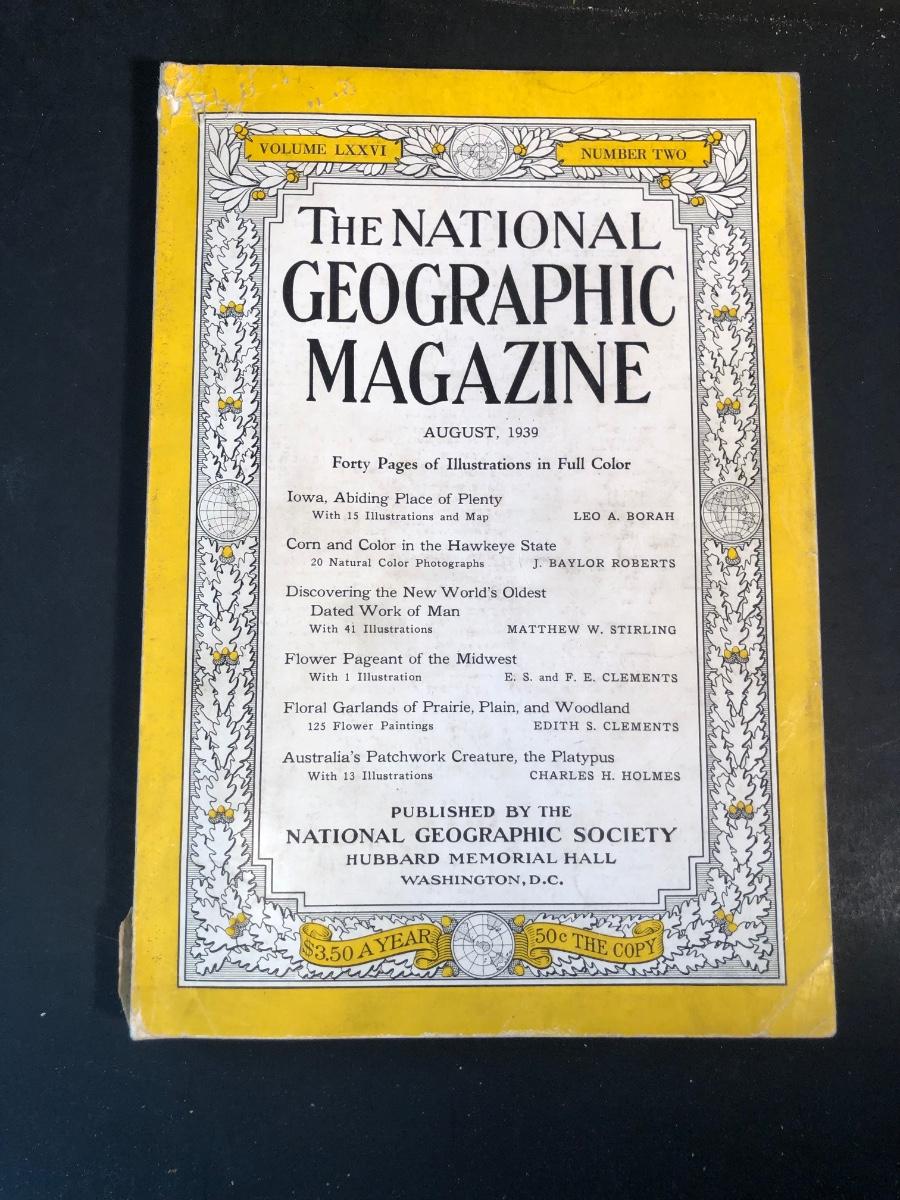 VOLUME LXXVI
NUMBER TWO
THE NATIONAL
GEOGRAPHIC
MAGAZINE
AUGUST, 1939
Forty Pages of Illustrations in Full Color
Iowa, Abiding Place of Plenty
With 15 Illustrations and Map LEO A. BORAH
Corn and Color in the Hawkeye State
20 Natural Color Photographs J. BAYLOR ROBERTS
Discovering the New World's Oldest
Dated Work of Man
With 41 Illustrations MATTHEW W. STIRLING
Flower Pageant of the Midwest
With 1 Illustration E. S. and F. E. CLEMENTS
Floral Garlands of Prairie, Plain, and Woodland
125 Flower Paintings EDITH S. CLEMENTS
Australia's Patchwork Creature, the Platypus
With 13 Illustrations CHARLES H. HOLMES
PUBLISHED BY THE
NATIONAL GEOGRAPHIC SOCIETY
HUBBARD MEMORIAL HALL
WASHINGTON, D.C.
$3.50 A YEAR
50c THE COPY